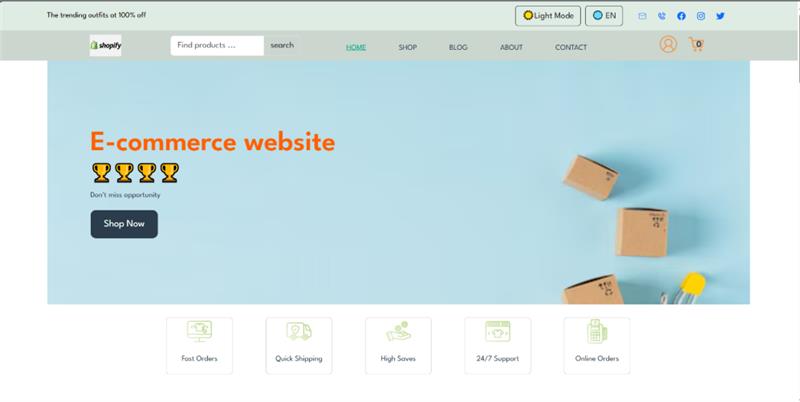 The trending outfits at 100% off
Light Mode
EN
shopify
Find products ...
search
HOME
SHOP
BLOG
ABOUT
CONTACT
0
E-commerce website
Don't miss opportunity
Shop Now
Fast Orders
Quick Shipping
High Saves
24/7 Support
Online Orders